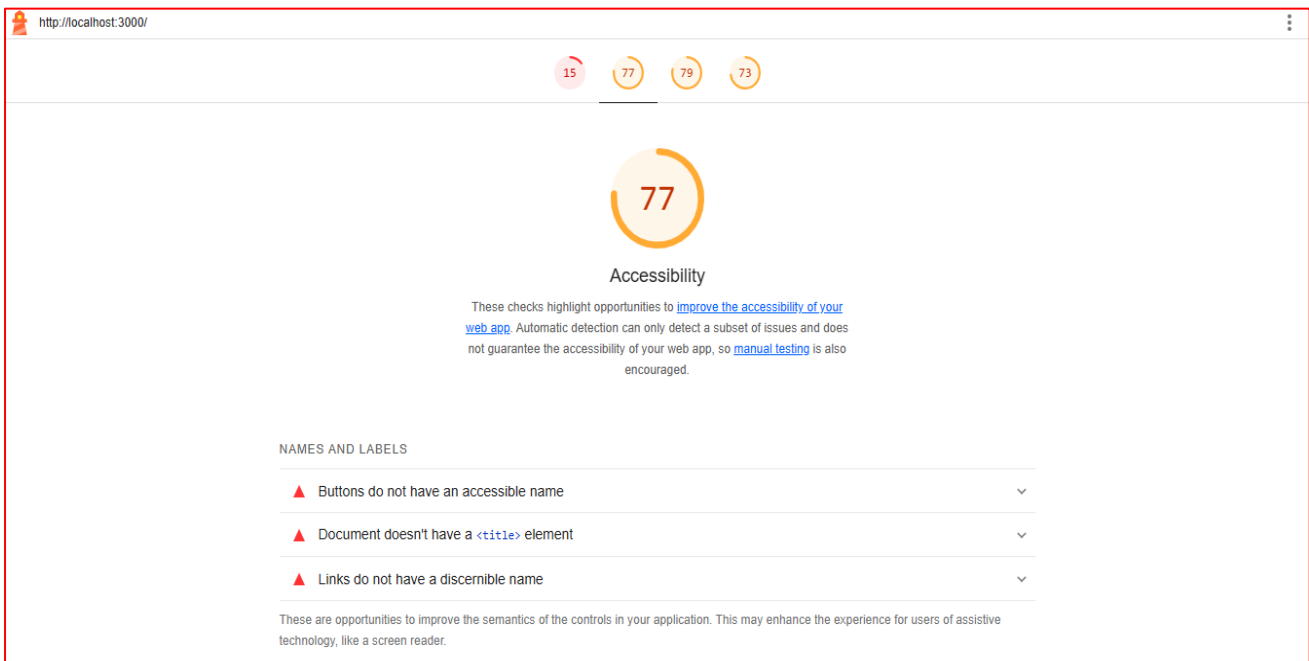 http://localhost:3000/
15 77 79 73
77
Accessibility
These checks highlight opportunities to improve the accessibility of your
web app. Automatic detection can only detect a subset of issues and does
not guarantee the accessibility of your web app, so manual testing is also
encouraged.
NAMES AND LABELS
Buttons do not have an accessible name
Document doesn't have a <title> element
Links do not have a discernible name
These are opportunities to improve the semantics of the controls in your application. This may enhance the experience for users of assistive
technology, like a screen reader.